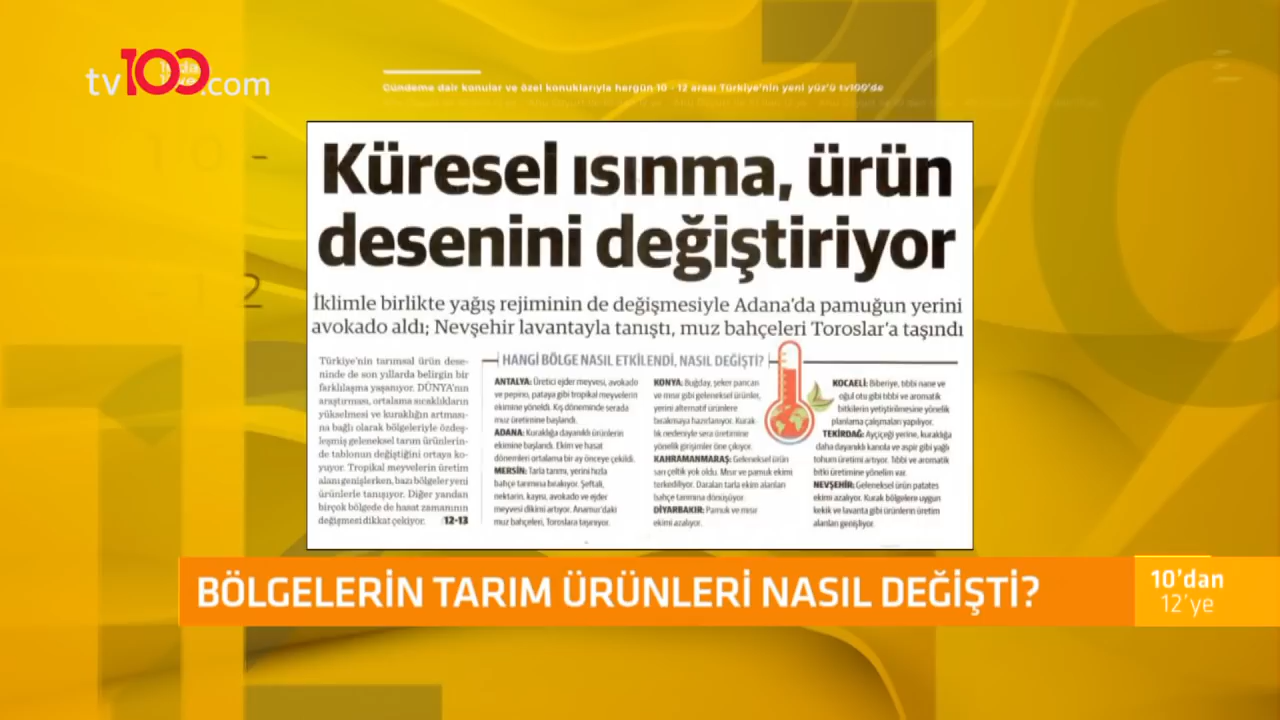 tv100.com
Gündeme dair konular ve özel konuklarıyla hergün 10 - 12 arası Türkiye'nin yeni yüz'ü tv100'de
10 -
12
Küresel ısınma, ürün
desenini değiştiriyor
İklimle birlikte yağış rejiminin de değişmesiyle Adana'da pamuğun yerini
avokado aldı; Nevşehir lavantayla tanıştı, muz bahçeleri Toroslar'a taşındı
Türkiye'nin tarımsal ürün dese-
ninde de son yıllarda belirgin bir
farklılaşma yaşanıyor. DÜNYA'nın
araştırması, ortalama sıcaklıkların
yükselmesi ve kuraklığın artması-
na bağlı olarak bölgeleriyle özdeş-
leşmiş geleneksel tarım ürünlerin-
de tablonun değiştiğini ortaya ko-
yuyor. Tropikal meyvelerin üretim
alanı genişlerken, bazı bölgeler yeni
ürünlerle tanışıyor. Diğer yandan
birçok bölgede de hasat zamanının
değişmesi dikkat çekiyor. 12-13
HANGİ BÖLGE NASIL ETKİLENDİ, NASIL DEĞİŞTİ?
ANTALYA: Üretici ejder meyvesi, avokado
ve pepino, pataya gibi tropikal meyvelerin
ekimine yöneldi. Kış döneminde serada
muz üretimine başlandı.
ADANA: Kuraklığa dayanıklı ürünlerin
ekimine başlandı. Ekim ve hasat
dönemleri ortalama bir ay önceye çekildi.
MERSİN: Tarla tarımı, yerini hızla
bahçe tarımına bırakıyor. Şeftali,
nektarin, kayısı, avokado ve ejder
meyvesi dikimi artıyor. Anamur'daki
muz bahçeleri, Toroslara taşınıyor.
KONYA: Buğday, şeker pancarı
ve mısır gibi geleneksel ürünler,
yerini alternatif ürünlere
bırakmaya hazırlanıyor. Kurak-
lık nedeniyle sera üretimine
yönelik girişimler öne çıkıyor.
KAHRAMANMARAŞ: Geleneksel ürün
sarı çeltik yok oldu. Mısır ve pamuk ekimi
terkediliyor. Daralan tarla ekim alanları
bahçe tarımına dönüşüyor.
DİYARBAKIR: Pamuk ve mısır
ekimi azalıyor.
KOCAELİ: Biberiye, tıbbi nane ve
oğul otu gibi tıbbi ve aromatik
bitkilerin yetiştirilmesine yönelik
planlama çalışmaları yapılıyor.
TEKİRDAĞ: Ayçiçeği yerine, kuraklığa
daha dayanıklı kanola ve aspir gibi yağlı
tohum üretimi artıyor. Tıbbi ve aromatik
bitki üretimine yönelim var.
NEVŞEHİR: Geleneksel ürün patates
ekimi azalıyor. Kurak bölgelere uygun
kekik ve lavanta gibi ürünlerin üretim
alanları genişliyor.
BÖLGELERİN TARIM ÜRÜNLERİ NASIL DEĞİŞTİ?
10'dan
12'ye